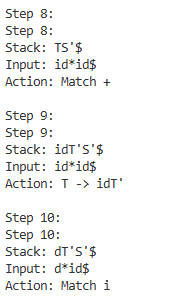 Step 8:
Step 8:
Stack: TS'$
Input: id*id$
Action: Match +

Step 9:
Step 9:
Stack: idT'S'$
Input: id*id$
Action: T -> idT'

Step 10:
Step 10:
Stack: dT'S'$
Input: d*id$
Action: Match i